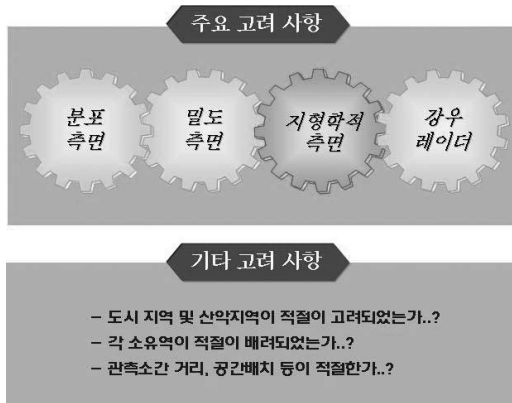 주요 고려 사항
분포
측면
밀도
측면
지형학적
측면
강우
레이더
기타 고려 사항
- 도시 지역 및 산악지역이 적절이 고려되었는가..?
- 각 소유역이 적절이 배려되었는가..?
- 관측소간 거리, 공간배치 등이 적절한가..?